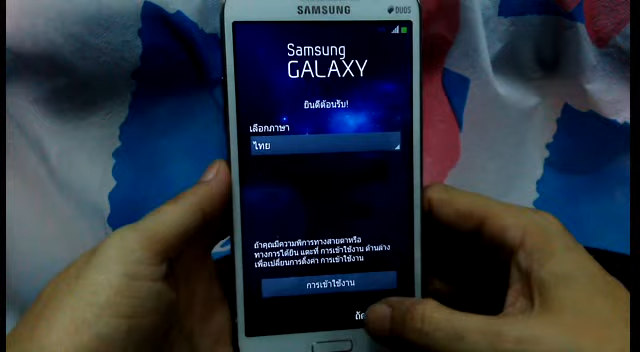 SAMSUNG
DUOS
Samsung
GALAXY
ยินดีต้อนรับ!
เลือกภาษา
ไทย
ถ้าคุณมีความพิการทางสายตาหรือ
ทางการได้ยิน แตะที่ การเข้าใช้งาน ด้านล่าง
เพื่อเปลี่ยนการตั้งค่า การเข้าใช้งาน
การเข้าใช้งาน